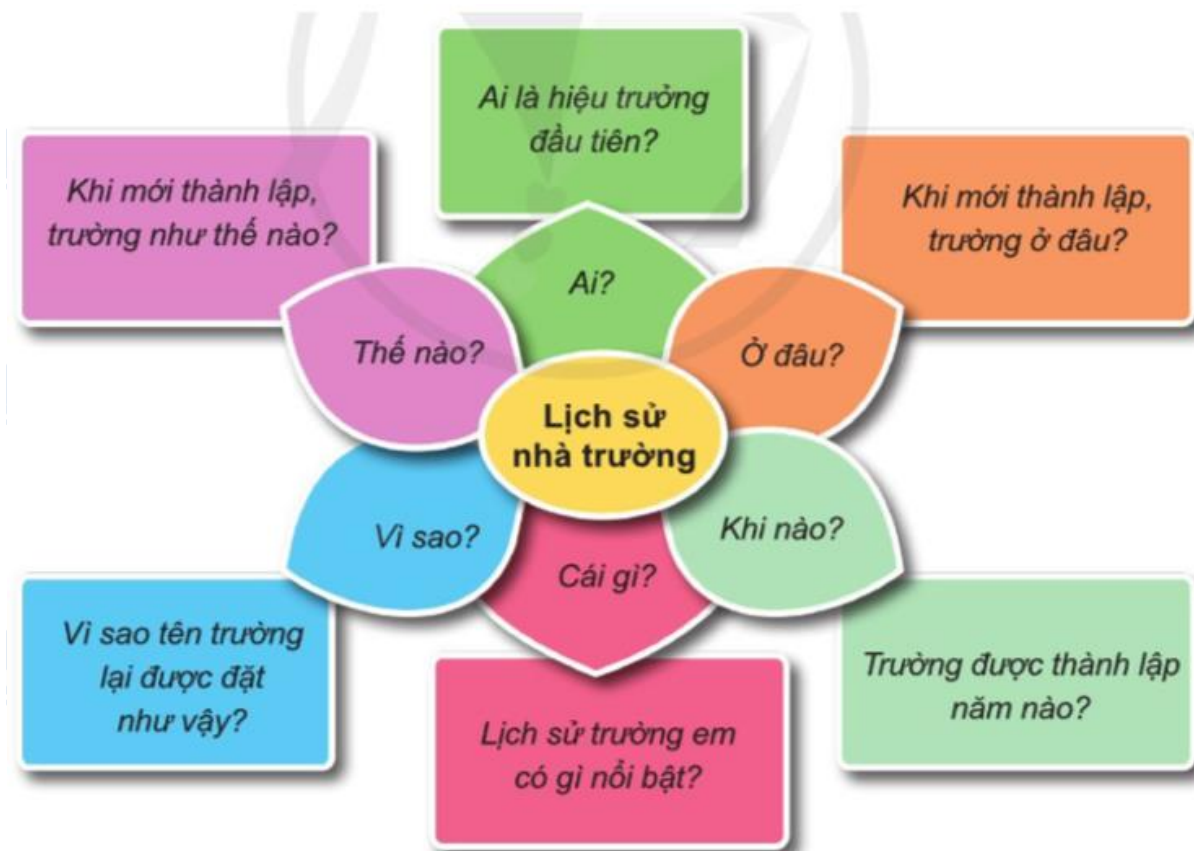 Ai là hiệu trưởng
đầu tiên?
Khi mới thành lập,
trường như thế nào?
Khi mới thành lập,
trường ở đâu?
Ai?
Thế nào?
Ở đâu?
Lịch sử
nhà trường
Vì sao?
Khi nào?
Cái gì?
Vì sao tên trường
lại được đặt
như vậy?
Trường được thành lập
năm nào?
Lịch sử trường em
có gì nổi bật?